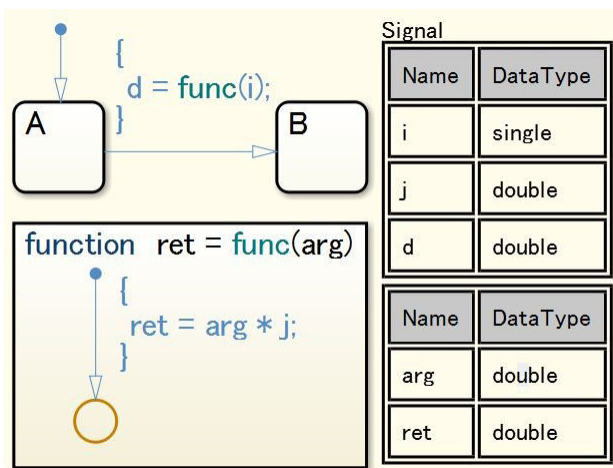 {
d = func(i);
}
A
B
function ret = func(arg)
{
ret = arg * j;
}
Signal
Name DataType
i single
j double
d double
Name DataType
arg double
ret double